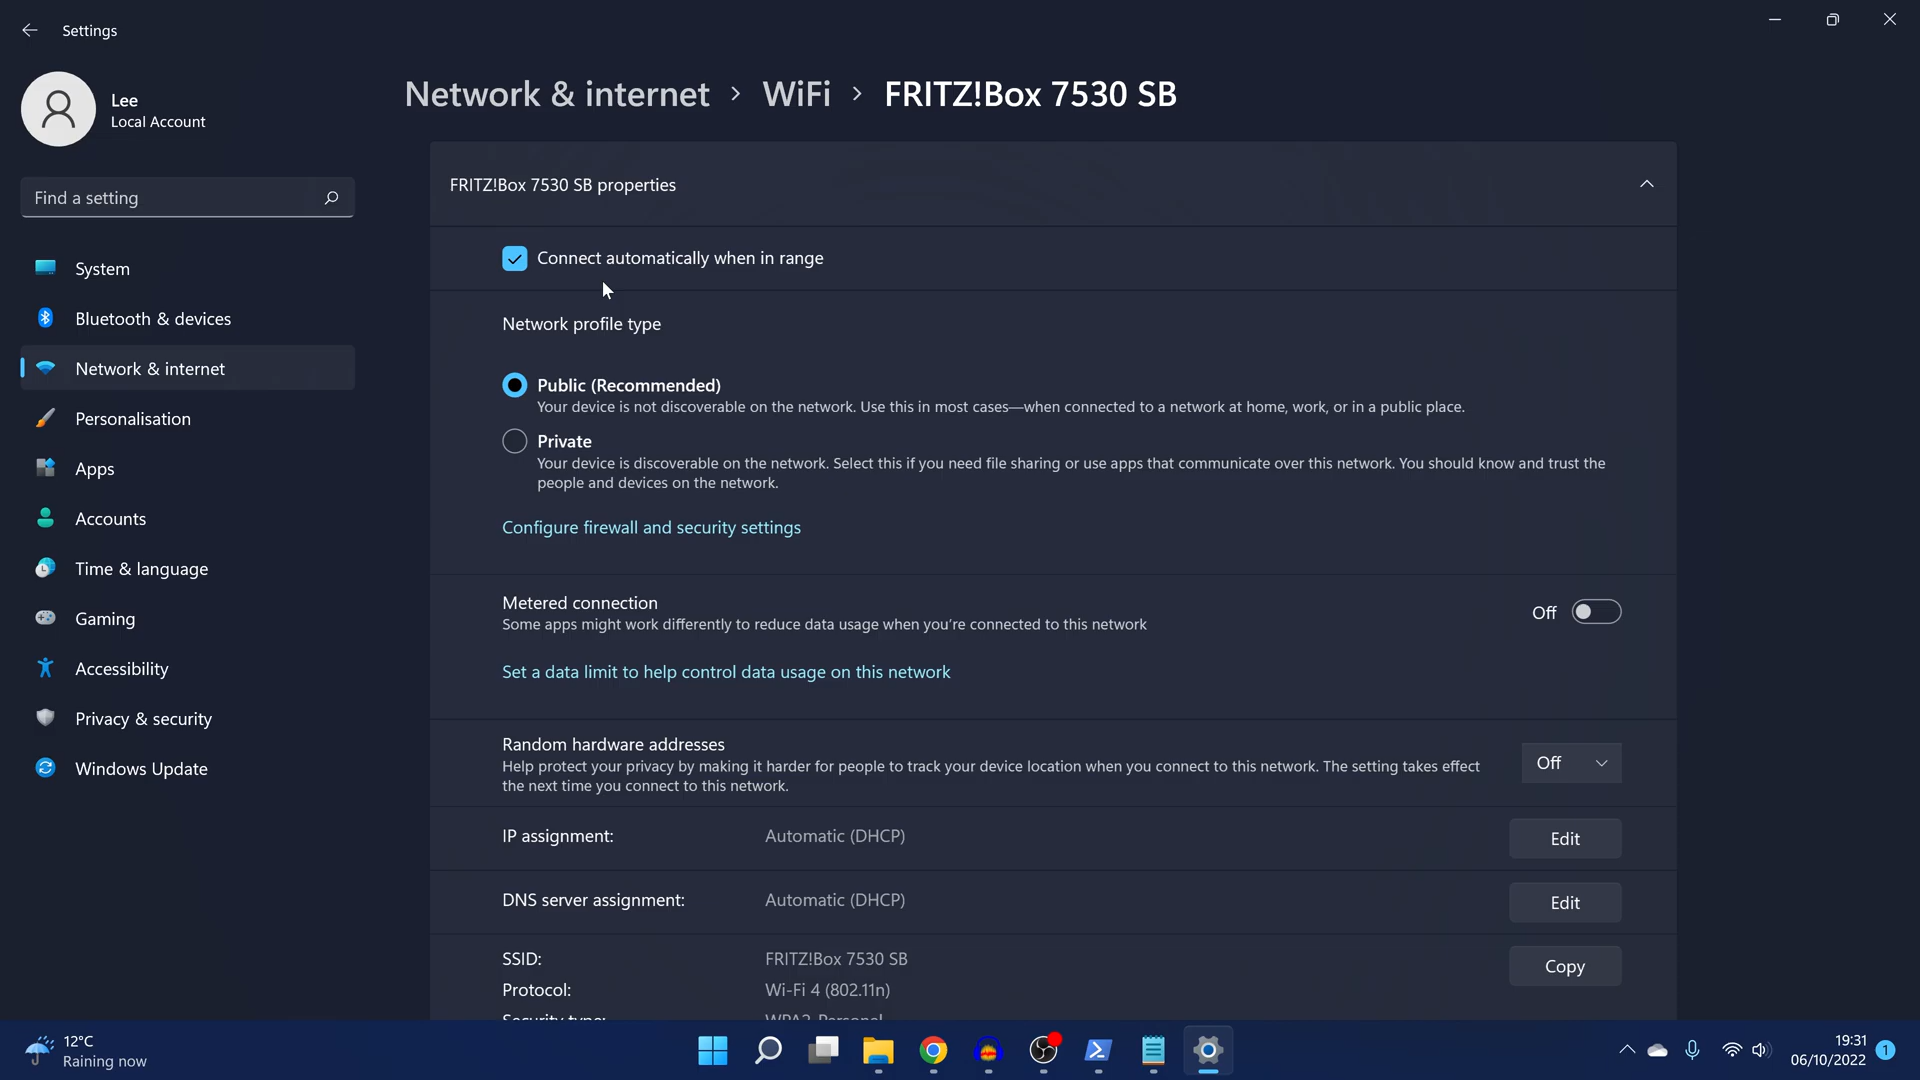 Settings
Lee
Local Account
Find a setting
System
Bluetooth & devices
Network & internet
Personalisation
Apps
Accounts
Time & language
Gaming
Accessibility
Privacy & security
Windows Update
Network & internet > WiFi > FRITZ!Box 7530 SB
FRITZ!Box 7530 SB properties
Connect automatically when in range
Network profile type
Public (Recommended)
Your device is not discoverable on the network. Use this in most cases—when connected to a network at home, work, or in a public place.
Private
Your device is discoverable on the network. Select this if you need file sharing or use apps that communicate over this network. You should know and trust the
people and devices on the network.
Configure firewall and security settings
Metered connection
Some apps might work differently to reduce data usage when you're connected to this network
Off
Set a data limit to help control data usage on this network
Random hardware addresses
Help protect your privacy by making it harder for people to track your device location when you connect to this network. The setting takes effect
the next time you connect to this network.
Off
IP assignment: Automatic (DHCP) Edit
DNS server assignment: Automatic (DHCP) Edit
SSID: FRITZ!Box 7530 SB Copy
Protocol: Wi-Fi 4 (802.11n)
Security type: WPA2-Personal
12°C
Raining now
19:31
06/10/2022
1